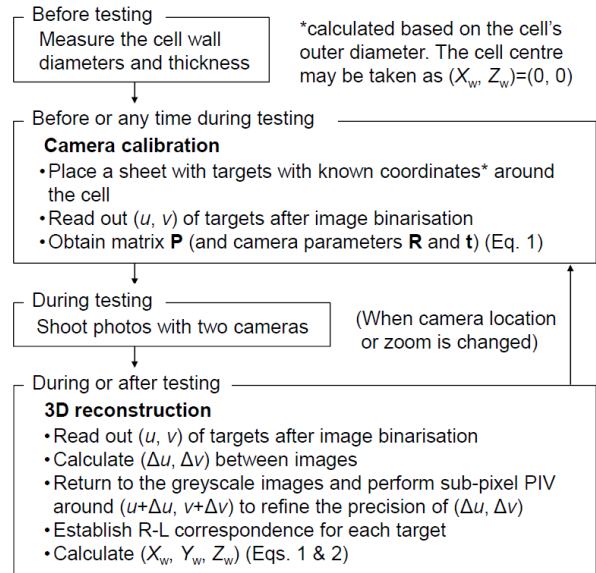 Before testing
Measure the cell wall
diameters and thickness
*calculated based on the cell's
outer diameter. The cell centre
may be taken as (Xw, Zw)=(0, 0)
Before or any time during testing
Camera calibration
•Place a sheet with targets with known coordinates* around
the cell
•Read out (u, v) of targets after image binarisation
•Obtain matrix P (and camera parameters R and t) (Eq. 1)
During testing
Shoot photos with two cameras
(When camera location
or zoom is changed)
During or after testing
3D reconstruction
•Read out (u, v) of targets after image binarisation
•Calculate (Δu, Δv) between images
•Return to the greyscale images and perform sub-pixel PIV
around (u+Δu, v+Δv) to refine the precision of (Δu, Δv)
•Establish R-L correspondence for each target
•Calculate (Xw, Yw, Zw) (Eqs. 1 & 2)